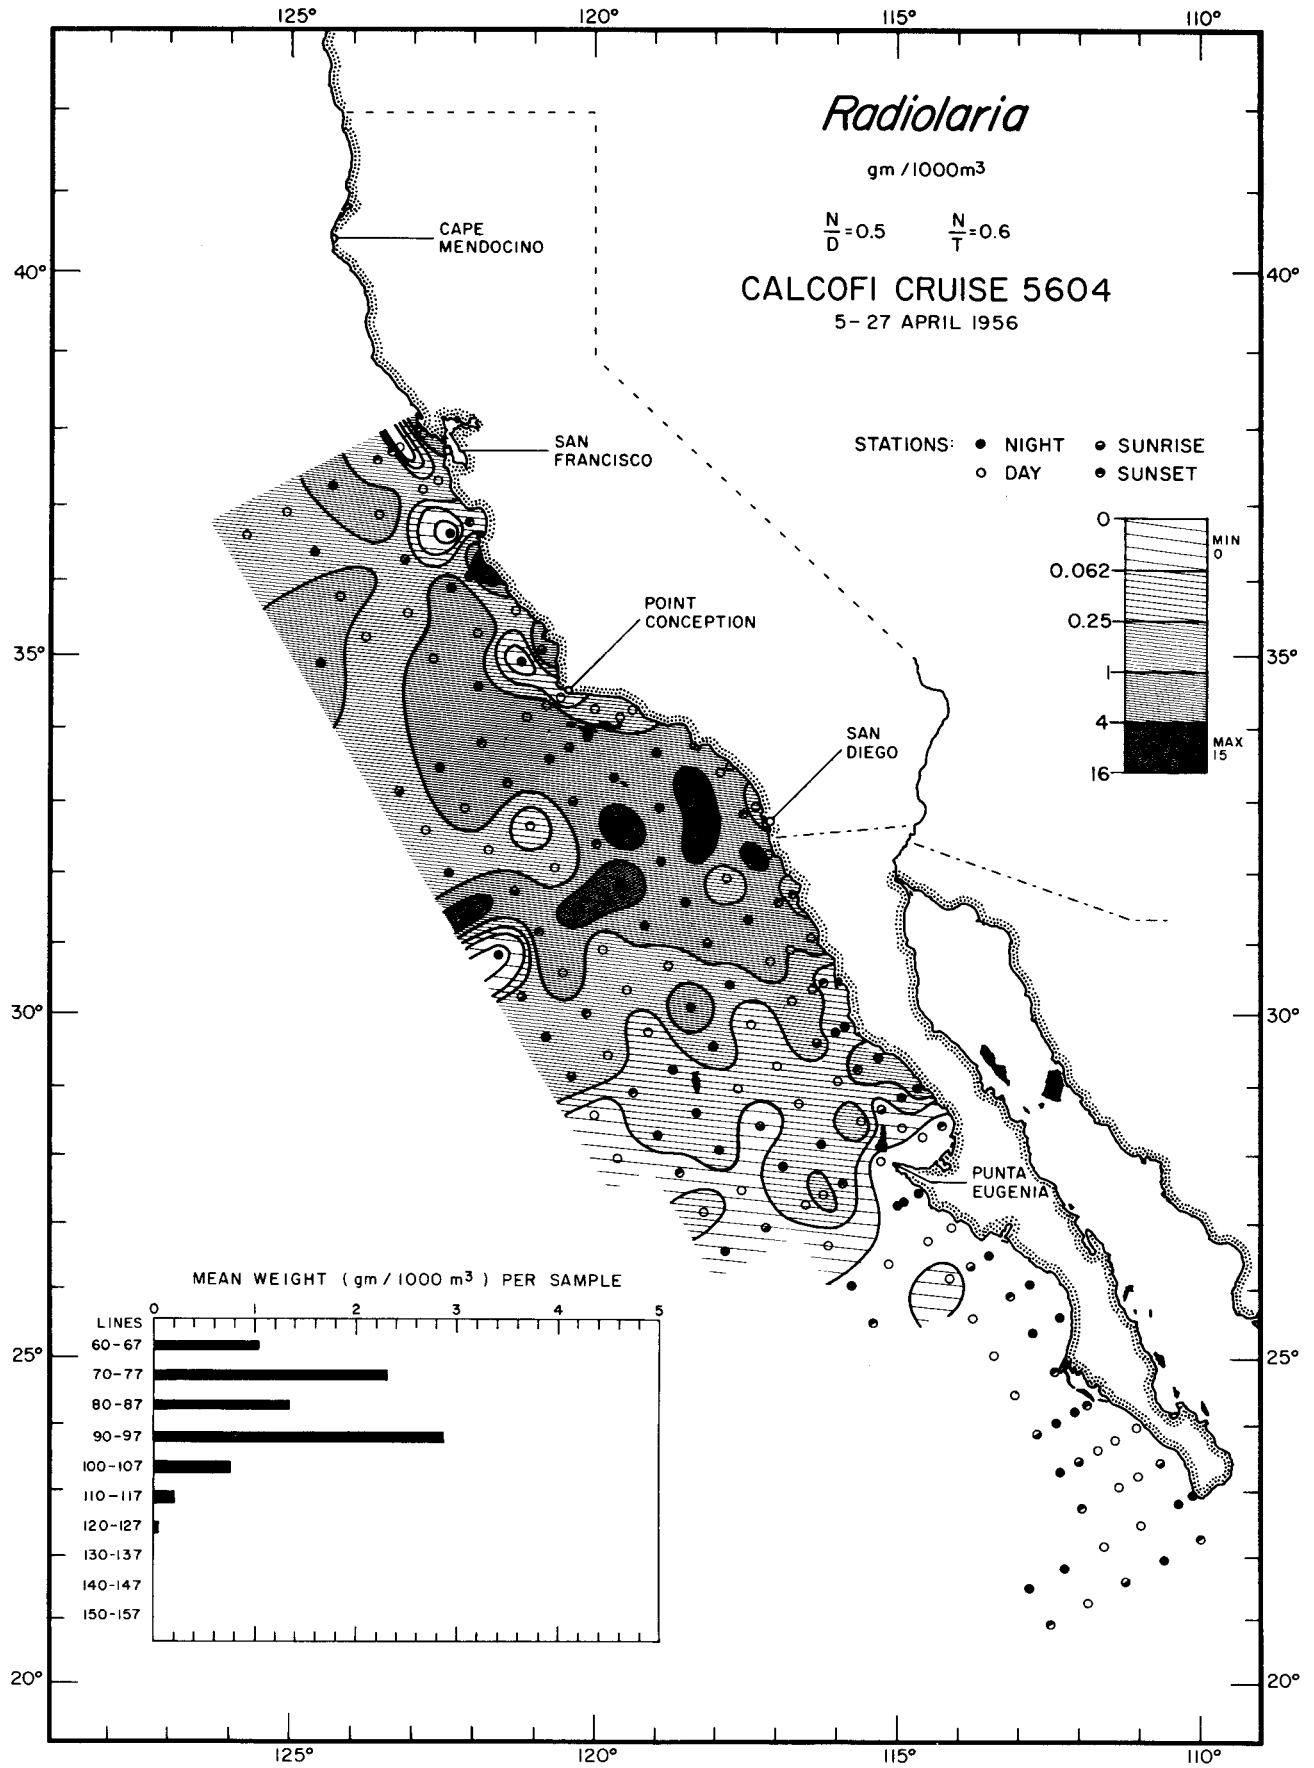 125° 120° 115° 110°
Radiolaria
gm/1000m³
N/D=0.5 N/T=0.6
CALCOFI CRUISE 5604
5-27 APRIL 1956
CAPE
MENDOCINO
40° 40°
STATIONS: ● NIGHT ◒ SUNRISE
○ DAY ◓ SUNSET
SAN
FRANCISCO
0
MIN
0
0.062
0.25
1
4
MAX
15
16
POINT
CONCEPTION
35° 35°
SAN
DIEGO
30° 30°
PUNTA
EUGENIA
MEAN WEIGHT (gm/1000 m³) PER SAMPLE
0 1 2 3 4 5
LINES
60-67
70-77
80-87
90-97
100-107
110-117
120-127
130-137
140-147
150-157
25° 25°
20° 20°
125° 120° 115° 110°